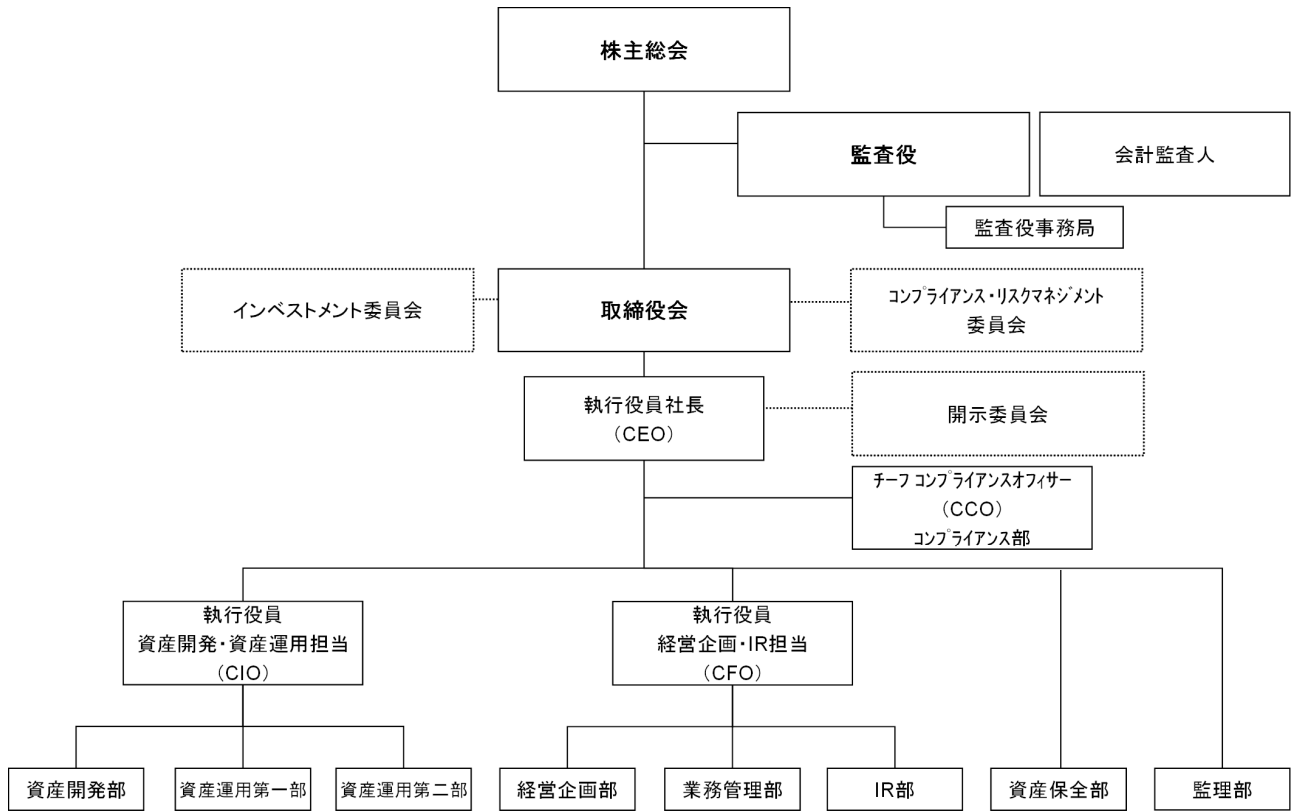 株主総会
監査役
会計監査人
監査役事務局
インベストメント委員会
取締役会
コンプライアンス・リスクマネジメント
委員会
執行役員社長
（CEO）
開示委員会
チーフ コンプライアンスオフィサー
（CCO）
コンプライアンス部
執行役員
資産開発・資産運用担当
（CIO）
執行役員
経営企画・IR担当
（CFO）
資産開発部
資産運用第一部
資産運用第二部
経営企画部
業務管理部
IR部
資産保全部
監理部